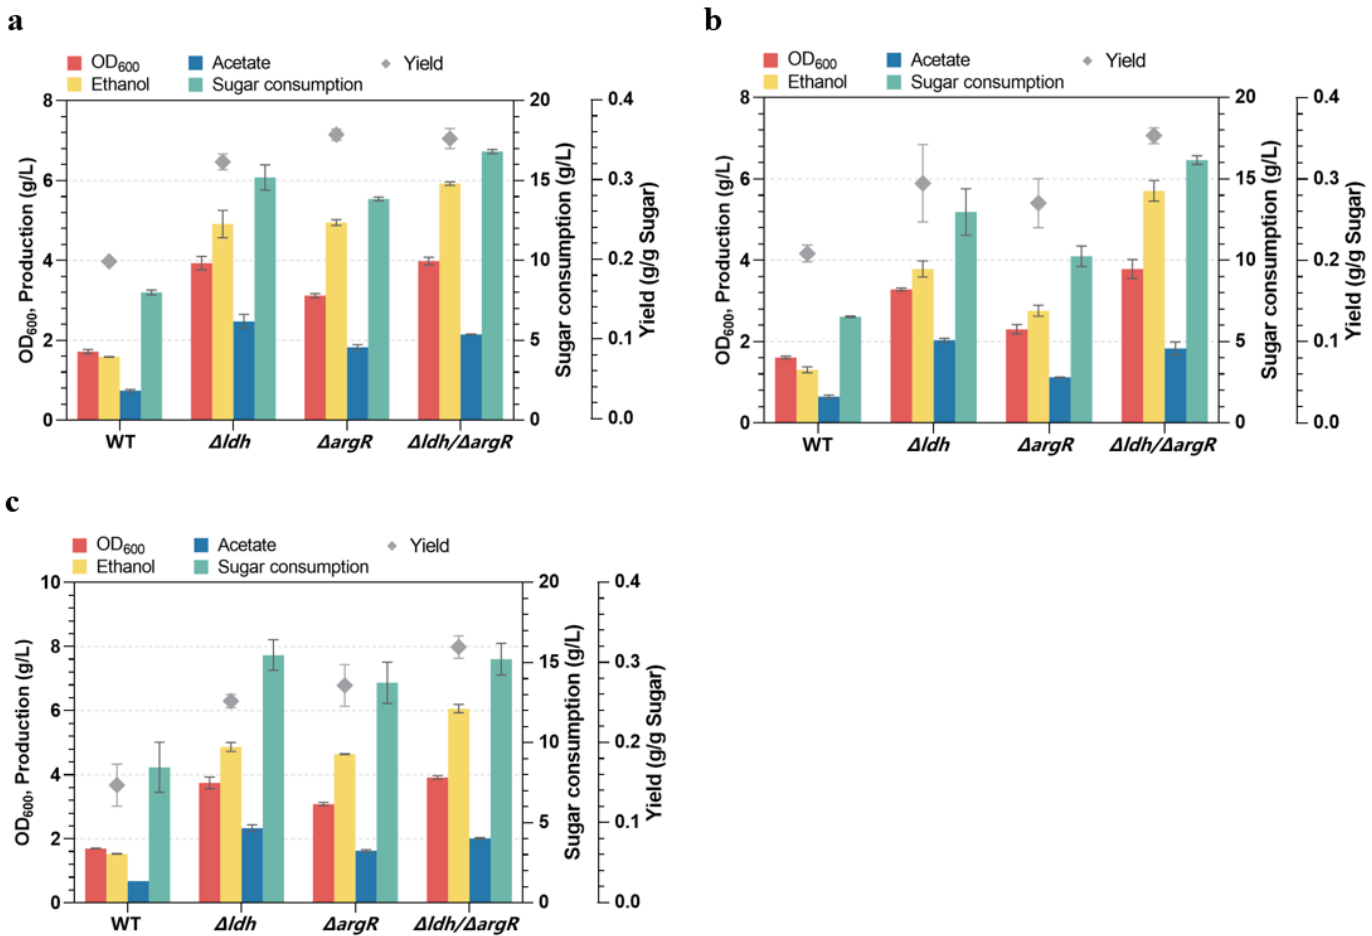 a
OD600 Acetate Yield
Ethanol Sugar consumption
OD600, Production (g/L)
8
6
4
2
0
20
15
10
5
0
Sugar consumption (g/L)
0.4
0.3
0.2
0.1
0.0
Yield (g/g Sugar)
WT Δldh ΔargR Δldh/ΔargR
b
OD600 Acetate Yield
Ethanol Sugar consumption
OD600, Production (g/L)
8
6
4
2
0
20
15
10
5
0
Sugar consumption (g/L)
0.4
0.3
0.2
0.1
0.0
Yield (g/g Sugar)
WT Δldh ΔargR Δldh/ΔargR
c
OD600 Acetate Yield
Ethanol Sugar consumption
OD600, Production (g/L)
10
8
6
4
2
0
20
15
10
5
0
Sugar consumption (g/L)
0.4
0.3
0.2
0.1
0.0
Yield (g/g Sugar)
WT Δldh ΔargR Δldh/ΔargR